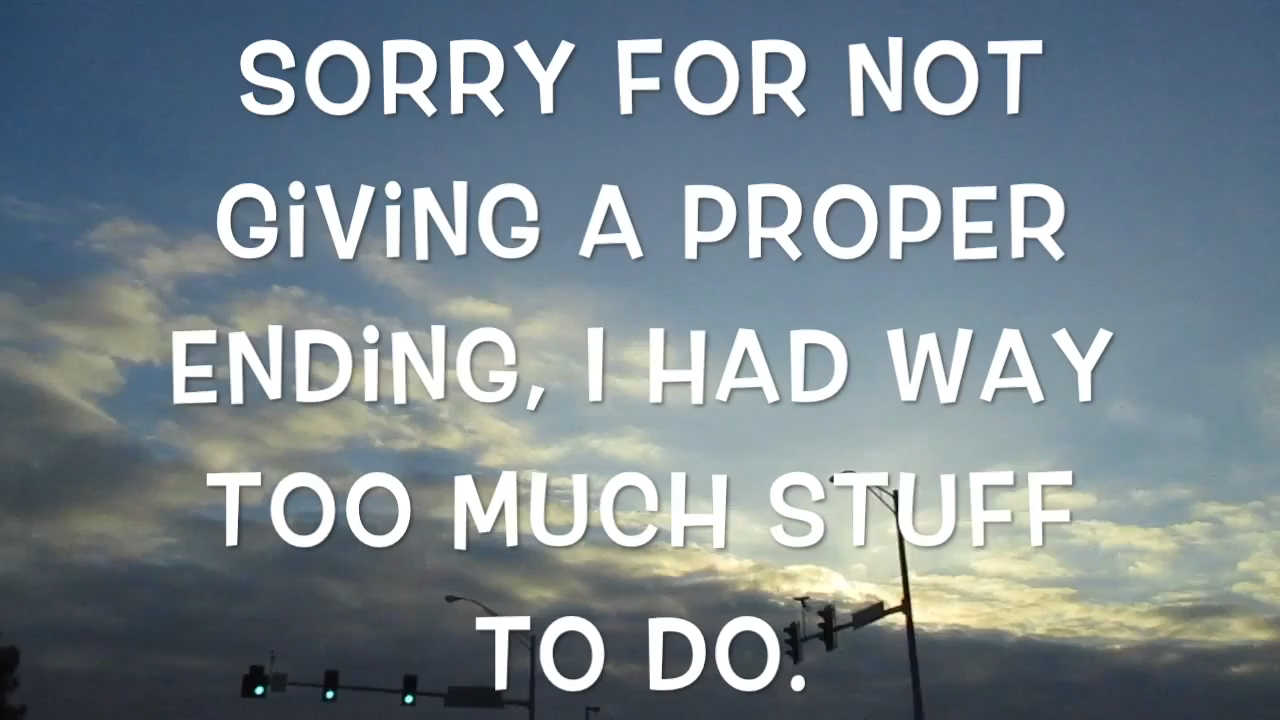 SORRY FOR NOT
GiViNG A PROPER
ENDiNG, I HAD WAY
TOO MUCH STUFF
TO DO.